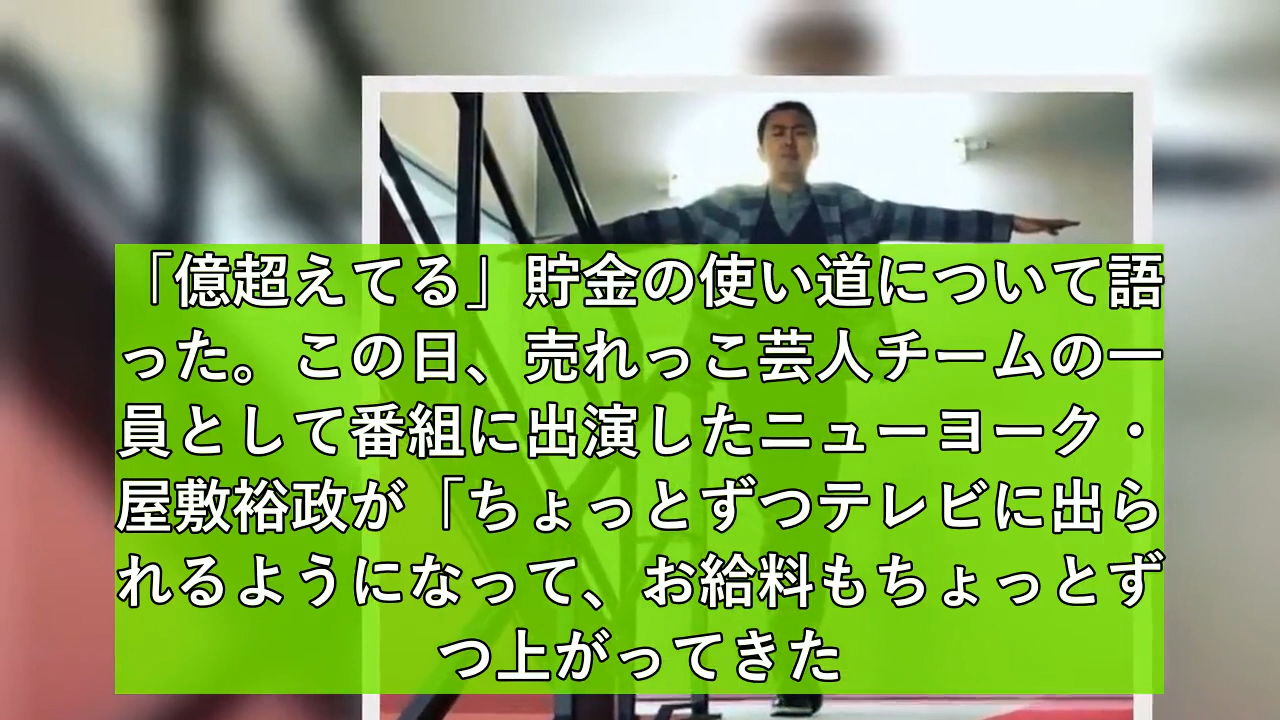 「億超えてる」貯金の使い道について語
った。この日、売れっこ芸人チームの一
員として番組に出演したニューヨーク・
屋敷裕政が「ちょっとずつテレビに出ら
れるようになって、お給料もちょっとず
つ上がってきた